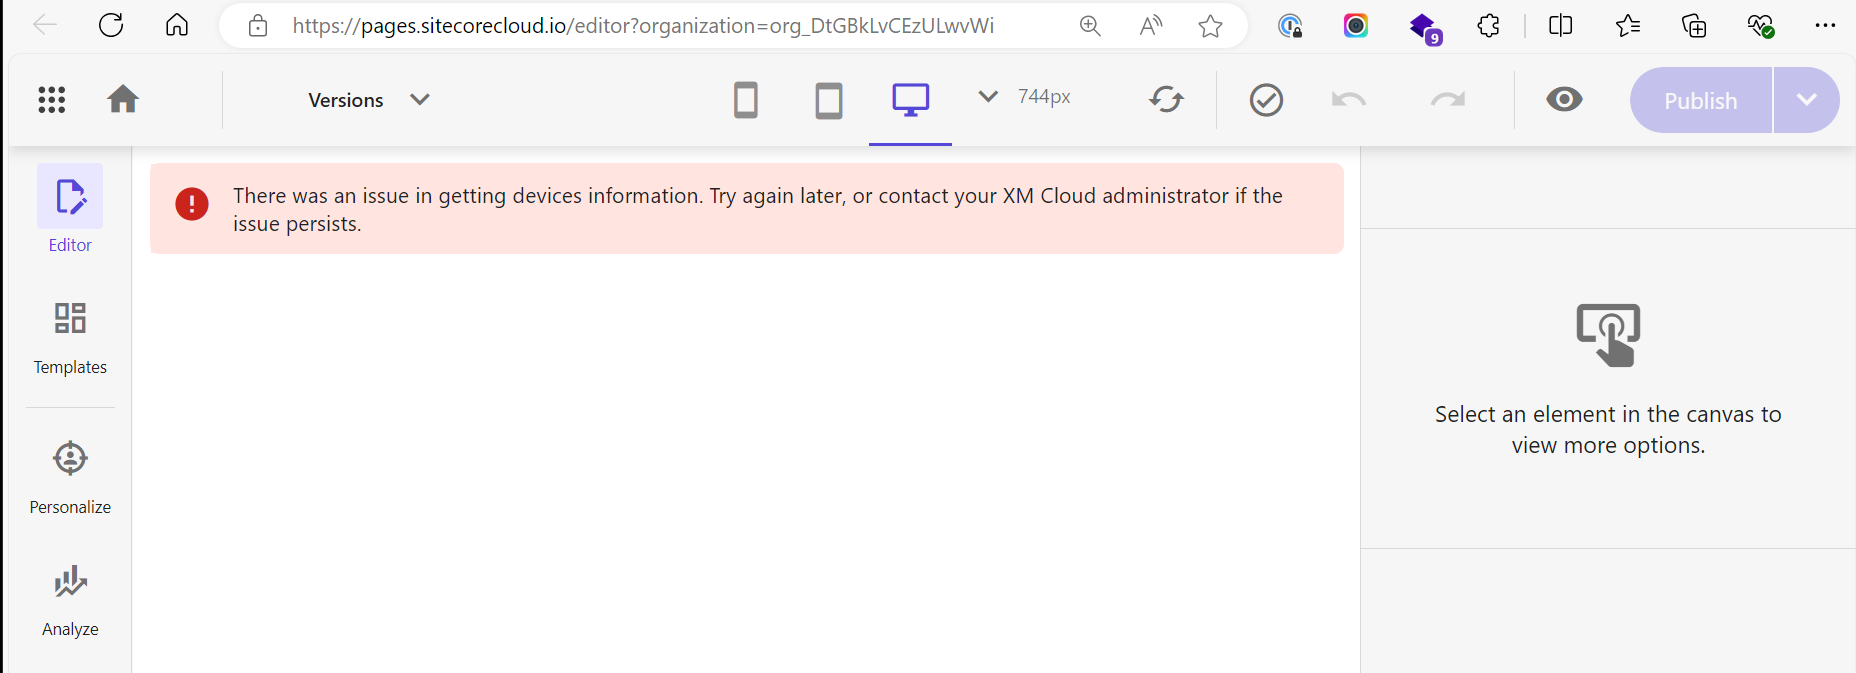 https://pages.sitecorecloud.io/editor?organization=org_DtGBkLvCEzULwvWi
A
9
Versions
744px
Publish
Editor
Templates
Personalize
Analyze
There was an issue in getting devices information. Try again later, or contact your XM Cloud administrator if the
issue persists.
Select an element in the canvas to
view more options.